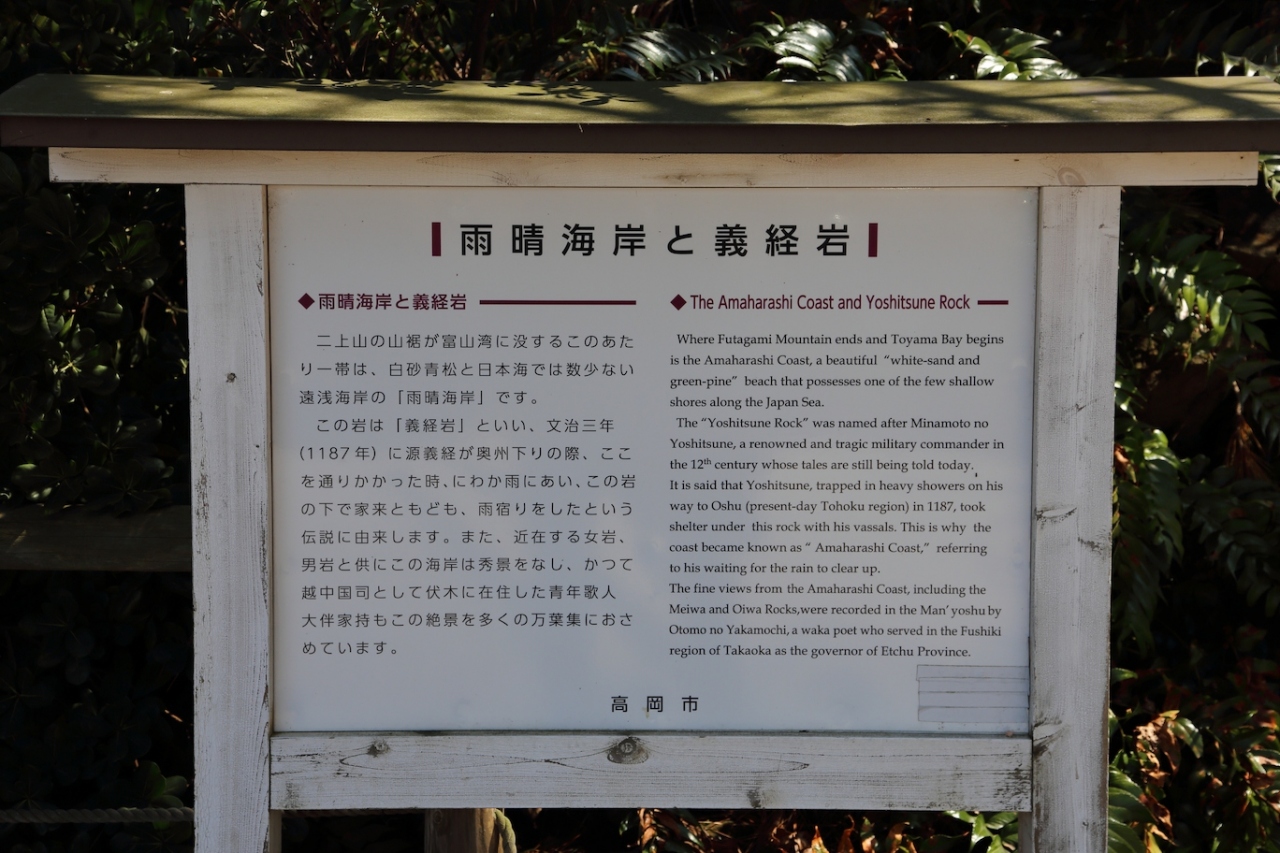 雨晴海岸と義経岩
◆雨晴海岸と義経岩
二上山の山裾が富山湾に没するこのあた
り一帯は、白砂青松と日本海では数少ない
遠浅海岸の「雨晴海岸」です。
この岩は「義経岩」といい、文治三年
(1187年)に源義経が奥州下りの際、ここ
を通りかかった時、にわか雨にあい、この岩
の下で家来ともども、雨宿りをしたという
伝説に由来します。また、近在する女岩、
男岩と供にこの海岸は秀景をなし、かつて
越中国司として伏木に在住した青年歌人
大伴家持もこの絶景を多くの万葉集におさ
めています。
◆The Amaharashi Coast and Yoshitsune Rock
Where Futagami Mountain ends and Toyama Bay begins
is the Amaharashi Coast, a beautiful “white-sand and
green-pine” beach that possesses one of the few shallow
shores along the Japan Sea.
The “Yoshitsune Rock” was named after Minamoto no
Yoshitsune, a renowned and tragic military commander in
the 12th century whose tales are still being told today.
It is said that Yoshitsune, trapped in heavy showers on his
way to Oshu (present-day Tohoku region) in 1187, took
shelter under this rock with his vassals. This is why the
coast became known as “ Amaharashi Coast,” referring
to his waiting for the rain to clear up.
The fine views from the Amaharashi Coast, including the
Meiwa and Oiwa Rocks,were recorded in the Man’yoshu by
Otomo no Yakamochi, a waka poet who served in the Fushiki
region of Takaoka as the governor of Etchu Province.
高岡市